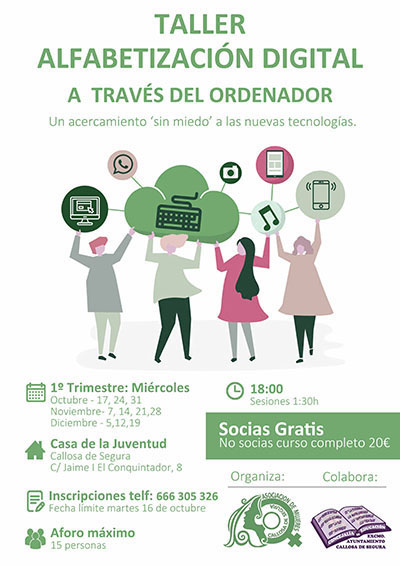 TALLER
ALFABETIZACIÓN DIGITAL
A TRAVÉS DEL ORDENADOR
Un acercamiento 'sin miedo' a las nuevas tecnologías.
1º Trimestre: Miércoles
Octubre - 17, 24, 31
Noviembre- 7, 14, 21,28
Diciembre - 5,12,19
18:00
Sesiones 1:30h
Casa de la Juventud
Callosa de Segura
C/ Jaime I El Conquintador, 8
Socias Gratis
No socias curso completo 20€
Inscripciones telf: 666 305 326
Fecha límite martes 16 de octubre
Aforo máximo
15 personas
Organiza:
ASOCIACIÓN DE MUJERES
Colabora:
EXCMO.
AYUNTAMIENTO
CALLOSA DE SEGURA